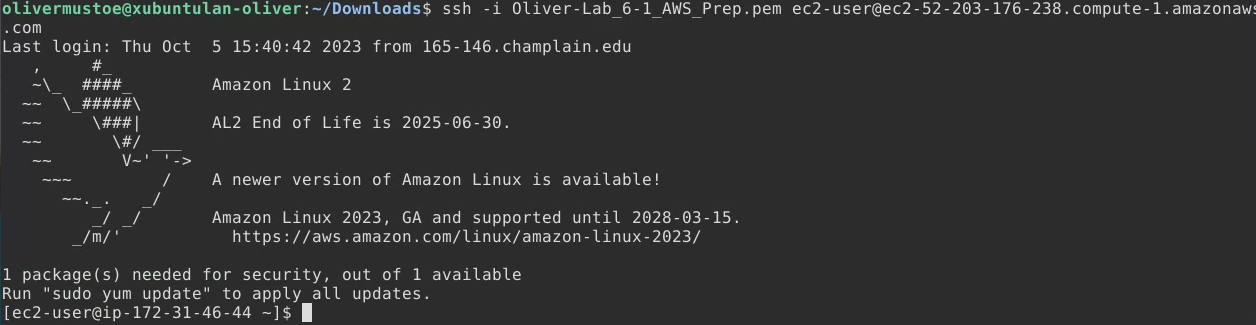 olivermustoe@xubuntulan-oliver:~/Downloads$ ssh -i Oliver-Lab_6-1_AWS_Prep.pem ec2-user@ec2-52-203-176-238.compute-1.amazonaws
.com
Last login: Thu Oct  5 15:40:42 2023 from 165-146.champlain.edu
   ,     #_
   ~\_  ####_        Amazon Linux 2
  ~~  \_#####\
  ~~     \###|       AL2 End of Life is 2025-06-30.
  ~~       \#/ ___
   ~~       V~' '->
    ~~~         /    A newer version of Amazon Linux is available!
      ~~._.   _/
         _/ _/       Amazon Linux 2023, GA and supported until 2028-03-15.
       _/m/'           https://aws.amazon.com/linux/amazon-linux-2023/

1 package(s) needed for security, out of 1 available
Run "sudo yum update" to apply all updates.
[ec2-user@ip-172-31-46-44 ~]$